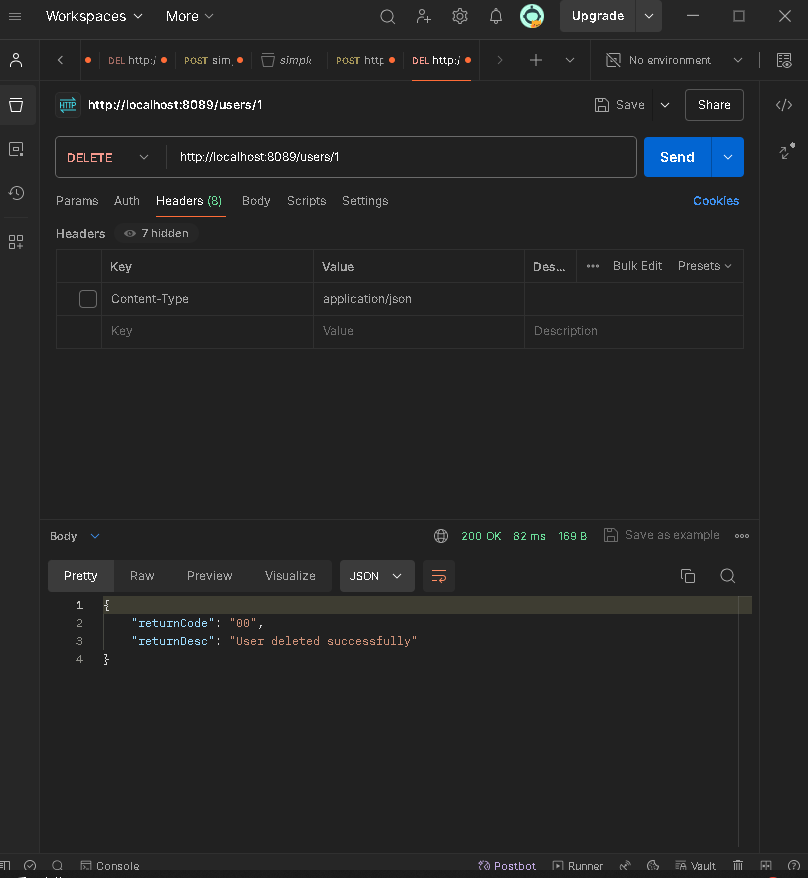 Workspaces More Upgrade
DEL http:/ POST sim simple POST http DEL http:/ No environment
HTTP http://localhost:8089/users/1 Save Share
DELETE http://localhost:8089/users/1 Send
Params Auth Headers (8) Body Scripts Settings Cookies
Headers 7 hidden
Key Value Des... ••• Bulk Edit Presets
Content-Type application/json
Key Value Description
Body 200 OK 82 ms 169 B Save as example
Pretty Raw Preview Visualize JSON
1 {
2 "returnCode": "00",
3 "returnDesc": "User deleted successfully"
4 }
Console Postbot Runner Vault